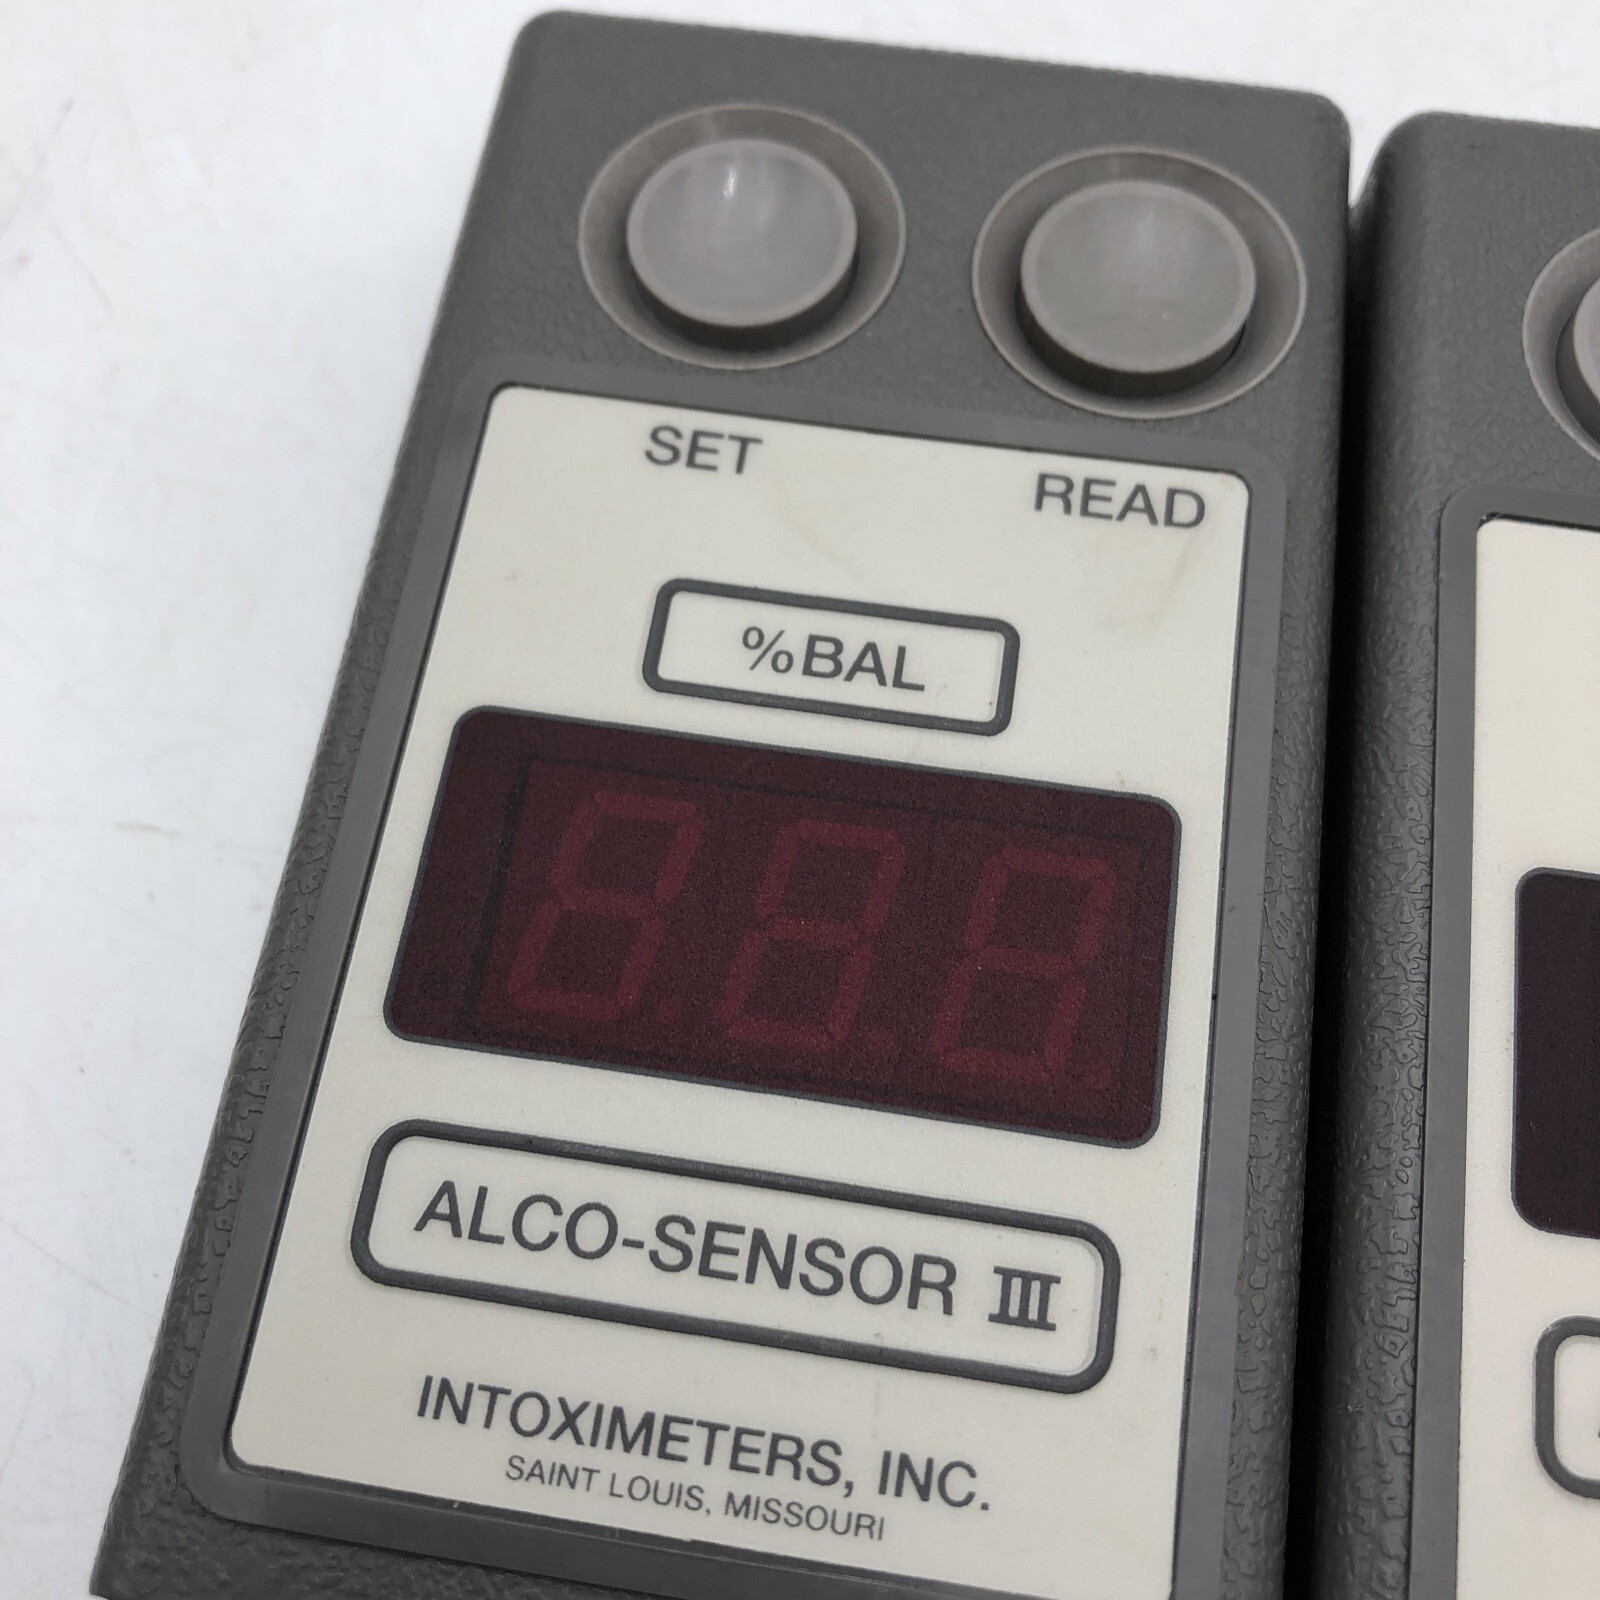 SET
READ
%BAL
ALCO-SENSOR III
INTOXIMETERS, INC.
SAINT LOUIS, MISSOURI